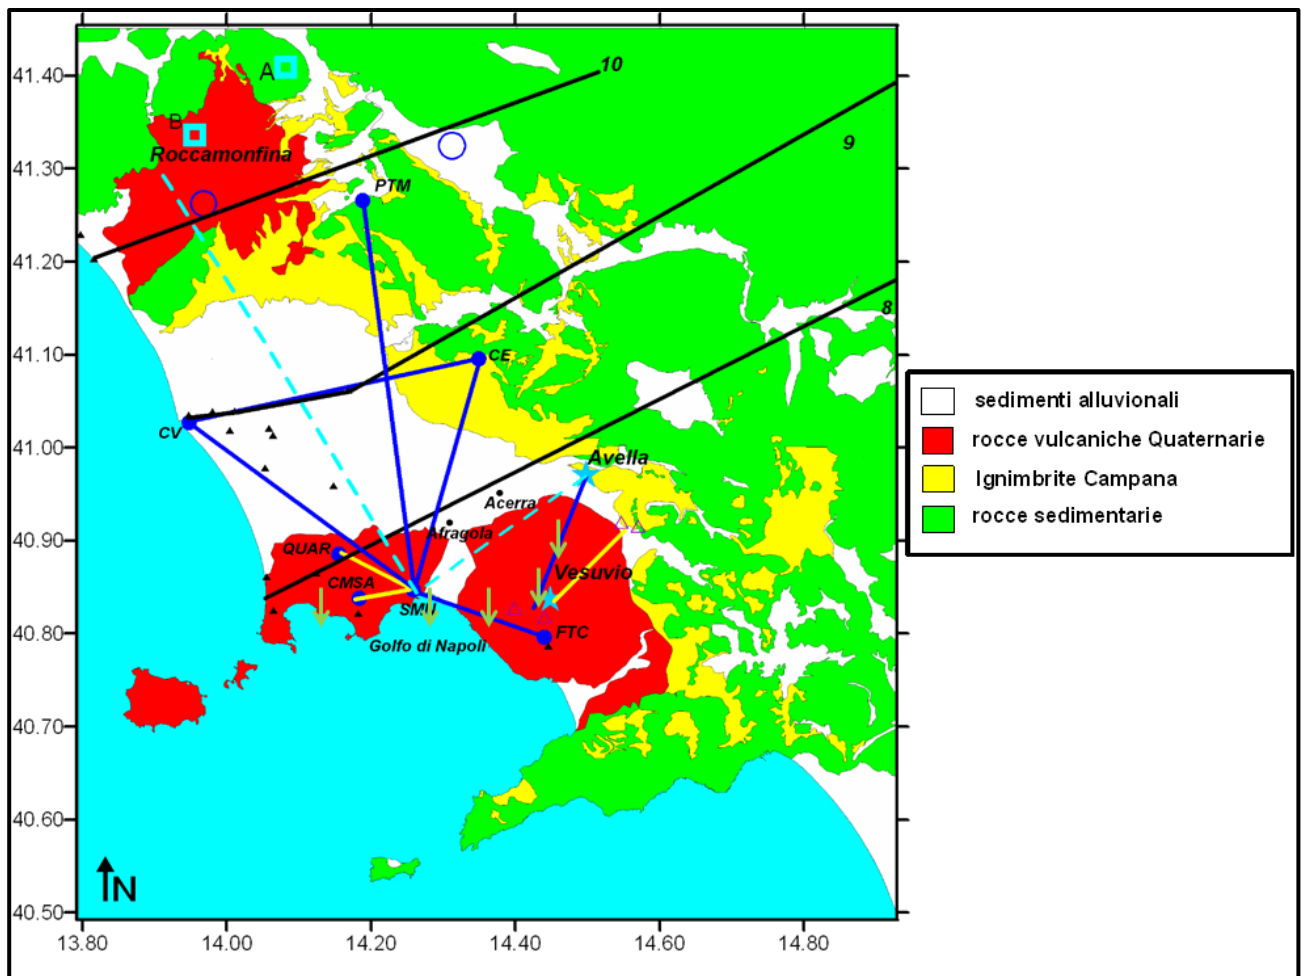 10
41.40
A
B
9
Roccamonfina
41.30
PTM
41.20
8
41.10
CE
sedimenti alluvionali
rocce vulcaniche Quaternarie
Ignimbrite Campana
rocce sedimentarie
CV
41.00
Avella
Acerra
Afragola
40.90
QUAR
Vesuvio
CMSA
SMN
40.80
FTC
Golfo di Napoli
40.70
40.60
N
40.50
13.80 14.00 14.20 14.40 14.60 14.80